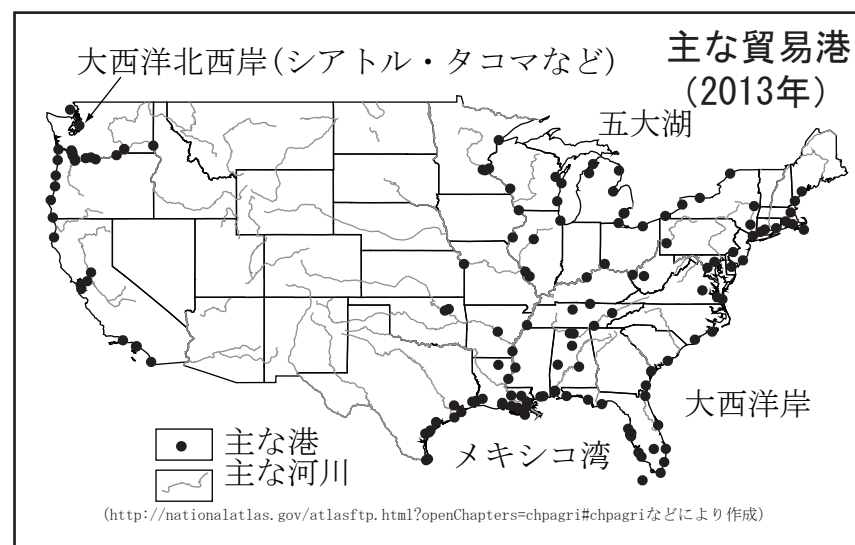 主な貿易港
(2013年)
大西洋北西岸(シアトル・タコマなど)
五大湖
大西洋岸
メキシコ湾
主な港
主な河川
(http://nationalatlas.gov/atlasftp.html?openChapters=chpagri#chpagriなどにより作成)